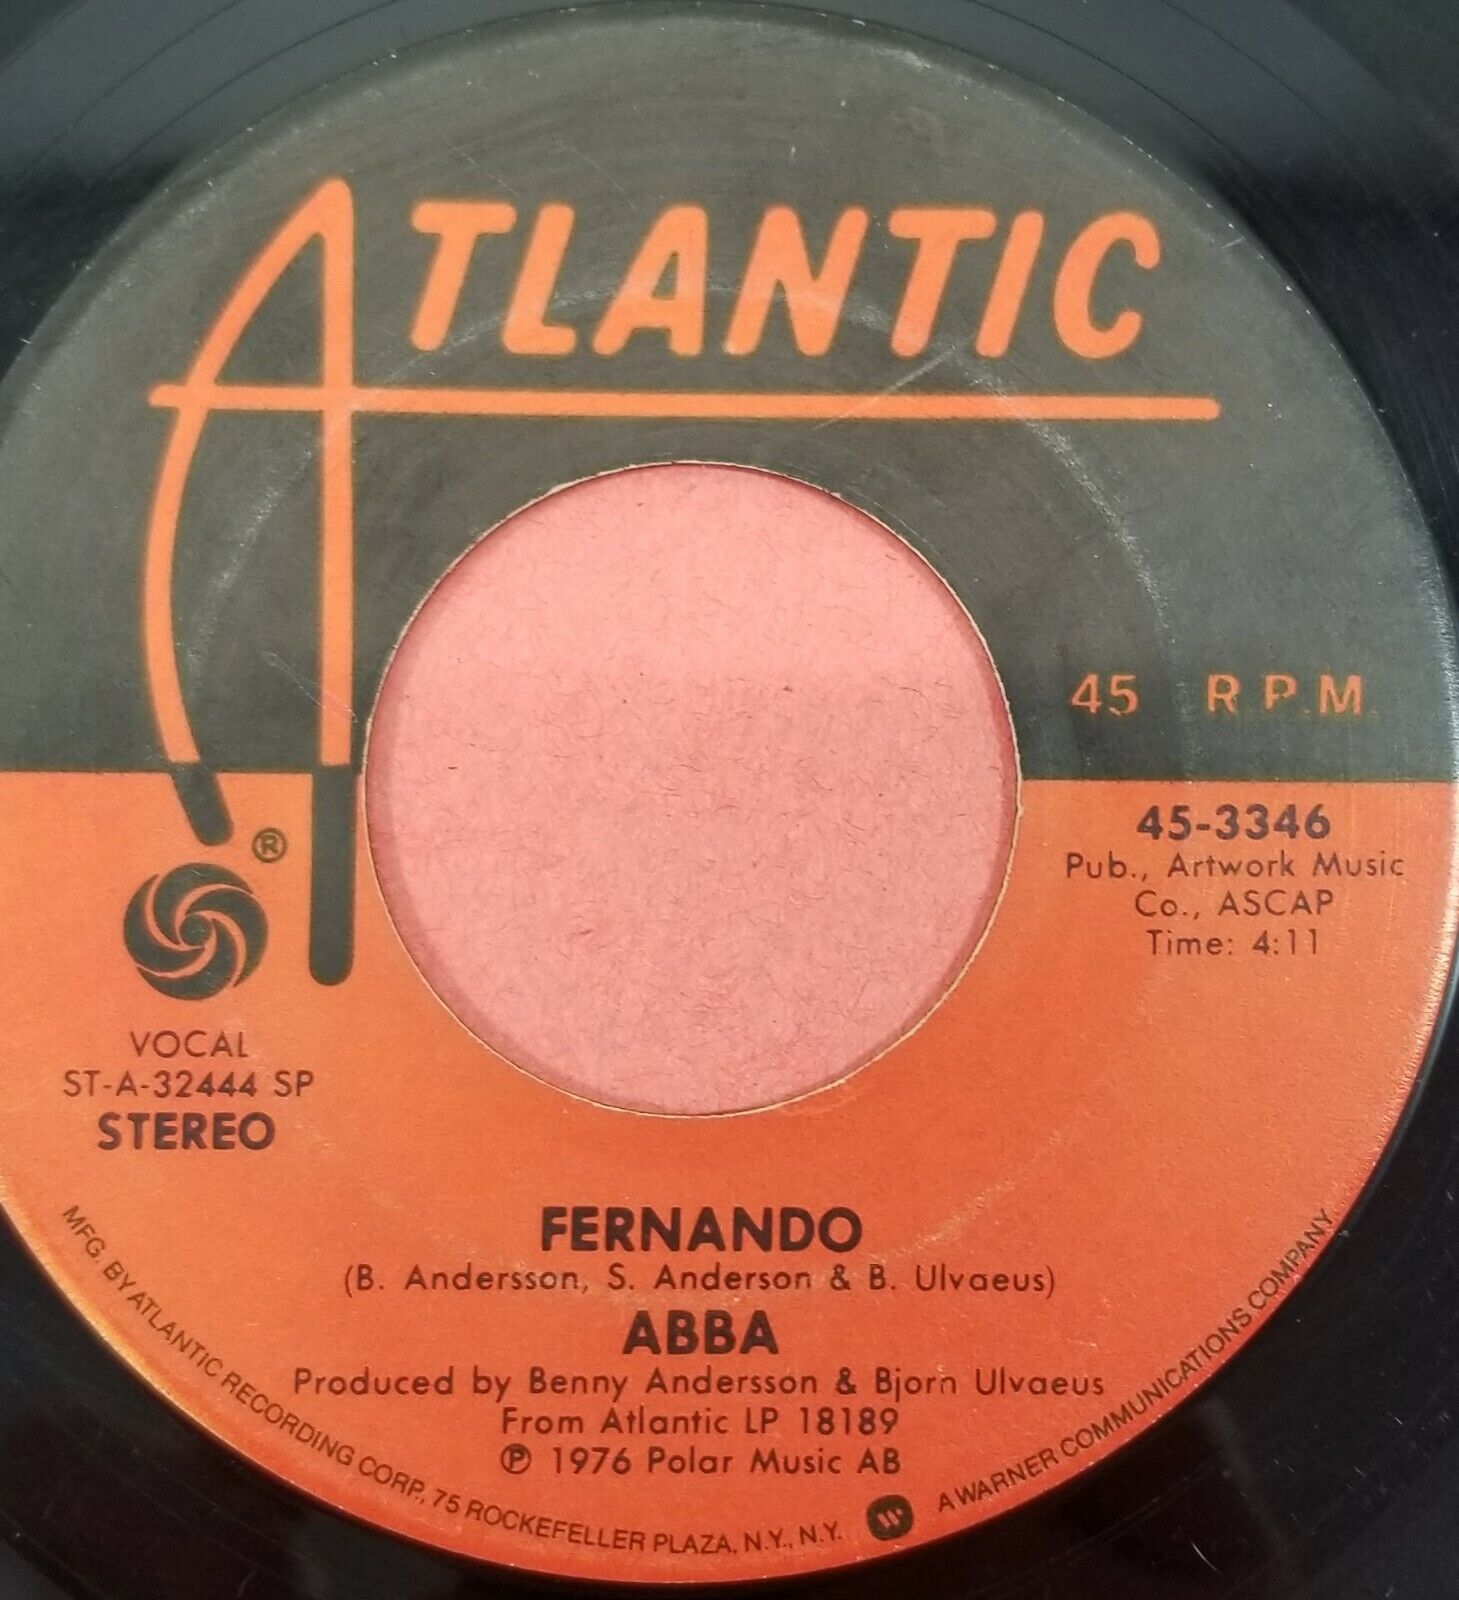 ATLANTIC
45 R.P.M.
45-3346
Pub., Artwork Music
Co., ASCAP
Time: 4:11
®
VOCAL
ST-A-32444 SP
STEREO
FERNANDO
(B. Andersson, S. Anderson & B. Ulvaeus)
ABBA
Produced by Benny Andersson & Bjorn Ulvaeus
From Atlantic LP 18189
℗ 1976 Polar Music AB
MFG. BY ATLANTIC RECORDING CORP., 75 ROCKEFELLER PLAZA, N.Y., N.Y. W A WARNER COMMUNICATIONS COMPANY